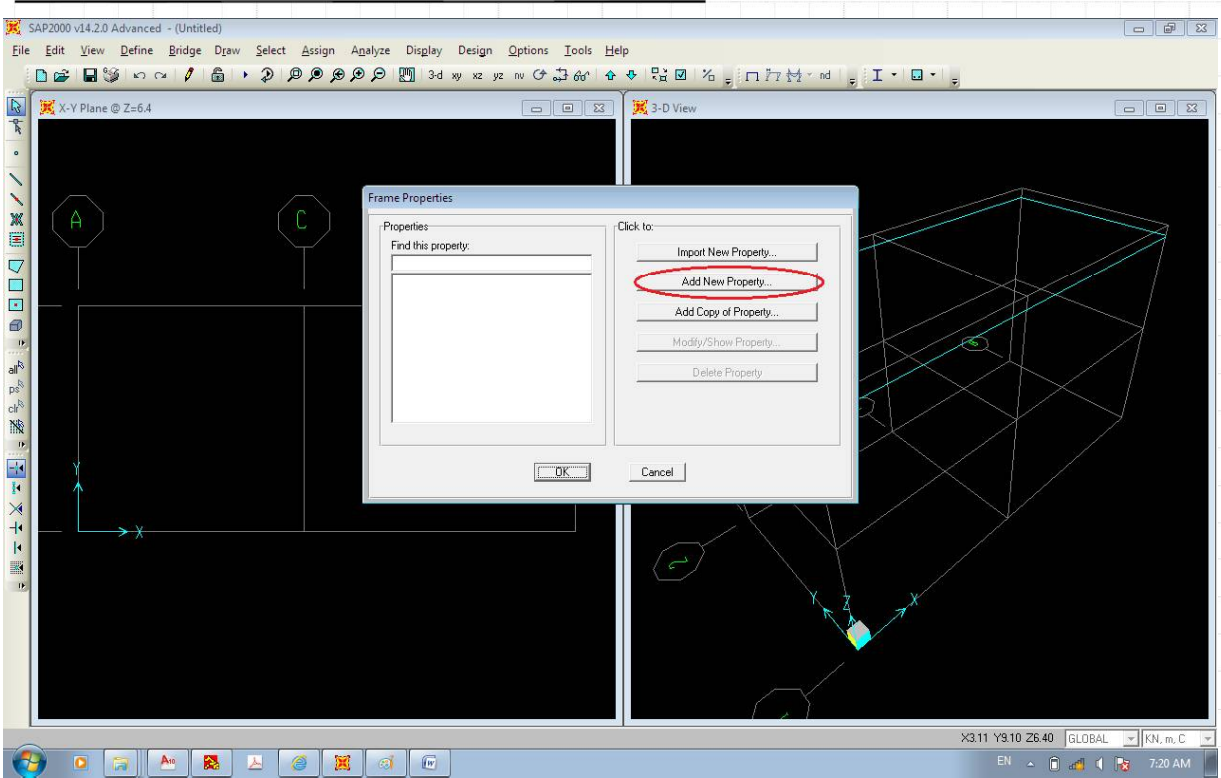 SAP2000 v14.2.0 Advanced - (Untitled)
File Edit View Define Bridge Draw Select Assign Analyze Display Design Options Tools Help
3-d xy xz yz nv nd
X-Y Plane @ Z=6.4
3-D View
A
C
Y
X
all
ps
clr
Frame Properties
Properties
Find this property:
Click to:
Import New Property...
Add New Property...
Add Copy of Property...
Modify/Show Property...
Delete Property
OK
Cancel
Y
Z
X
X3.11 Y9.10 Z6.40 GLOBAL KN, m, C
EN 7:20 AM